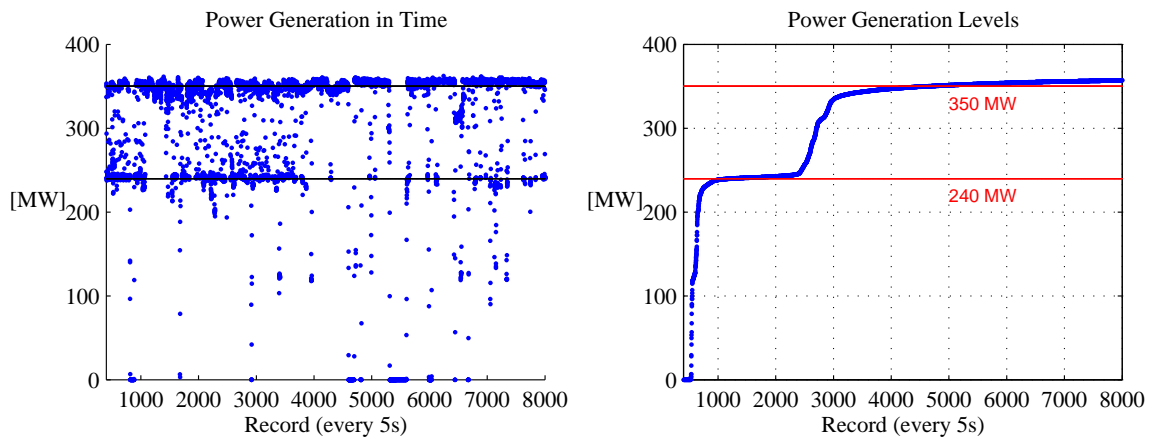 Power Generation in Time
400
300
[MW]
200
100
0
1000 2000 3000 4000 5000 6000 7000 8000
Record (every 5s)
Power Generation Levels
400
350 MW
300
[MW]
240 MW
200
100
0
1000 2000 3000 4000 5000 6000 7000 8000
Record (every 5s)